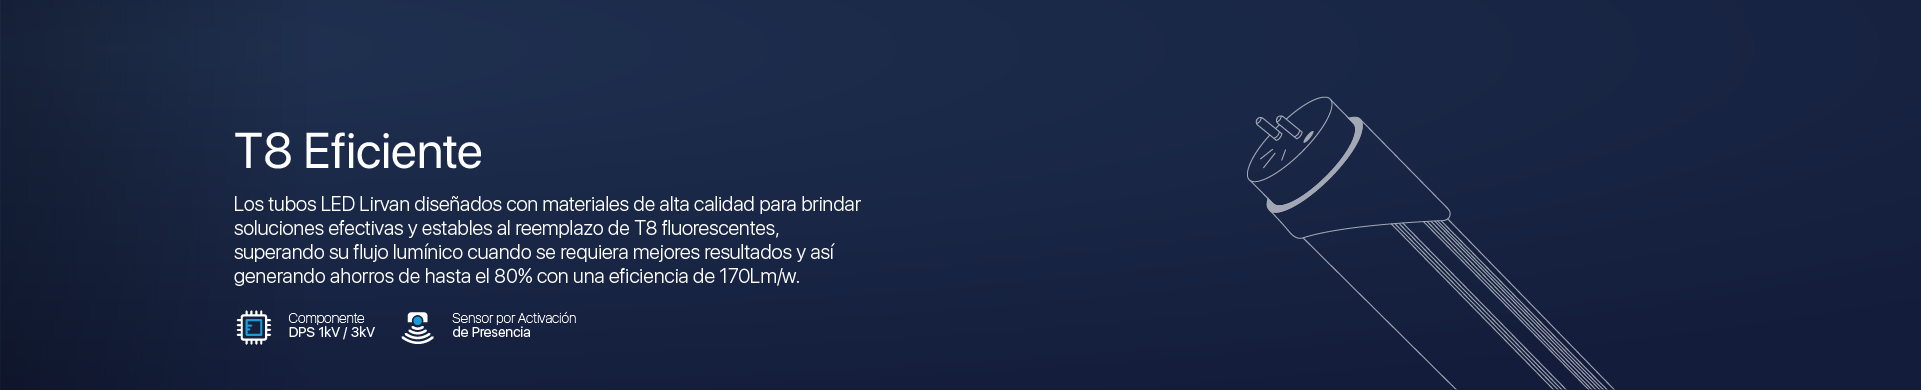 T8 Eficiente
Los tubos LED Lirvan diseñados con materiales de alta calidad para brindar
soluciones efectivas y estables al reemplazo de T8 fluorescentes,
superando su flujo lumínico cuando se requiera mejores resultados y así
generando ahorros de hasta el 80% con una eficiencia de 170Lm/w.
Componente
DPS 1kV / 3kV
Sensor por Activación
de Presencia